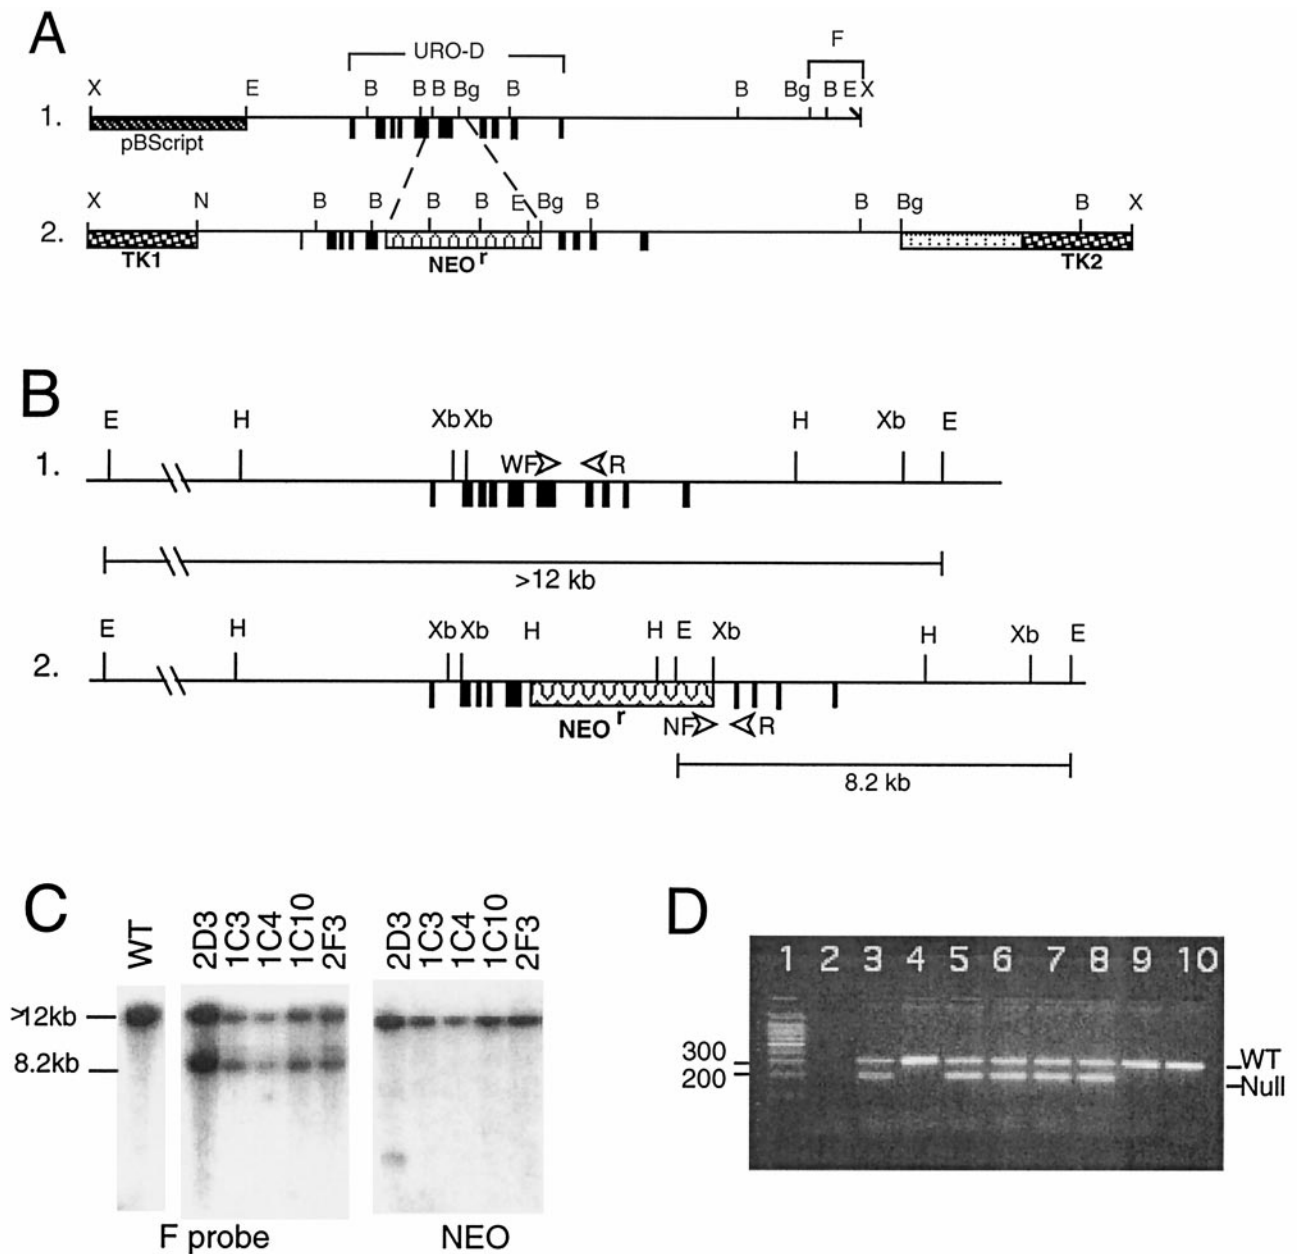 A
URO-D
F
X E B B B Bg B B Bg B E X
1.
pBScript
X N B B B B E Bg B B Bg B X
2.
TK1 NEO r TK2
B
E H Xb Xb H Xb E
1.
WF R
>12 kb
E H Xb Xb H H E Xb H Xb E
2.
NEO r NF R
8.2 kb
C
WT 2D3 1C3 1C4 1C10 2F3 2D3 1C3 1C4 1C10 2F3
>12kb
8.2kb
F probe NEO
D
1 2 3 4 5 6 7 8 9 10
300 WT
200 Null